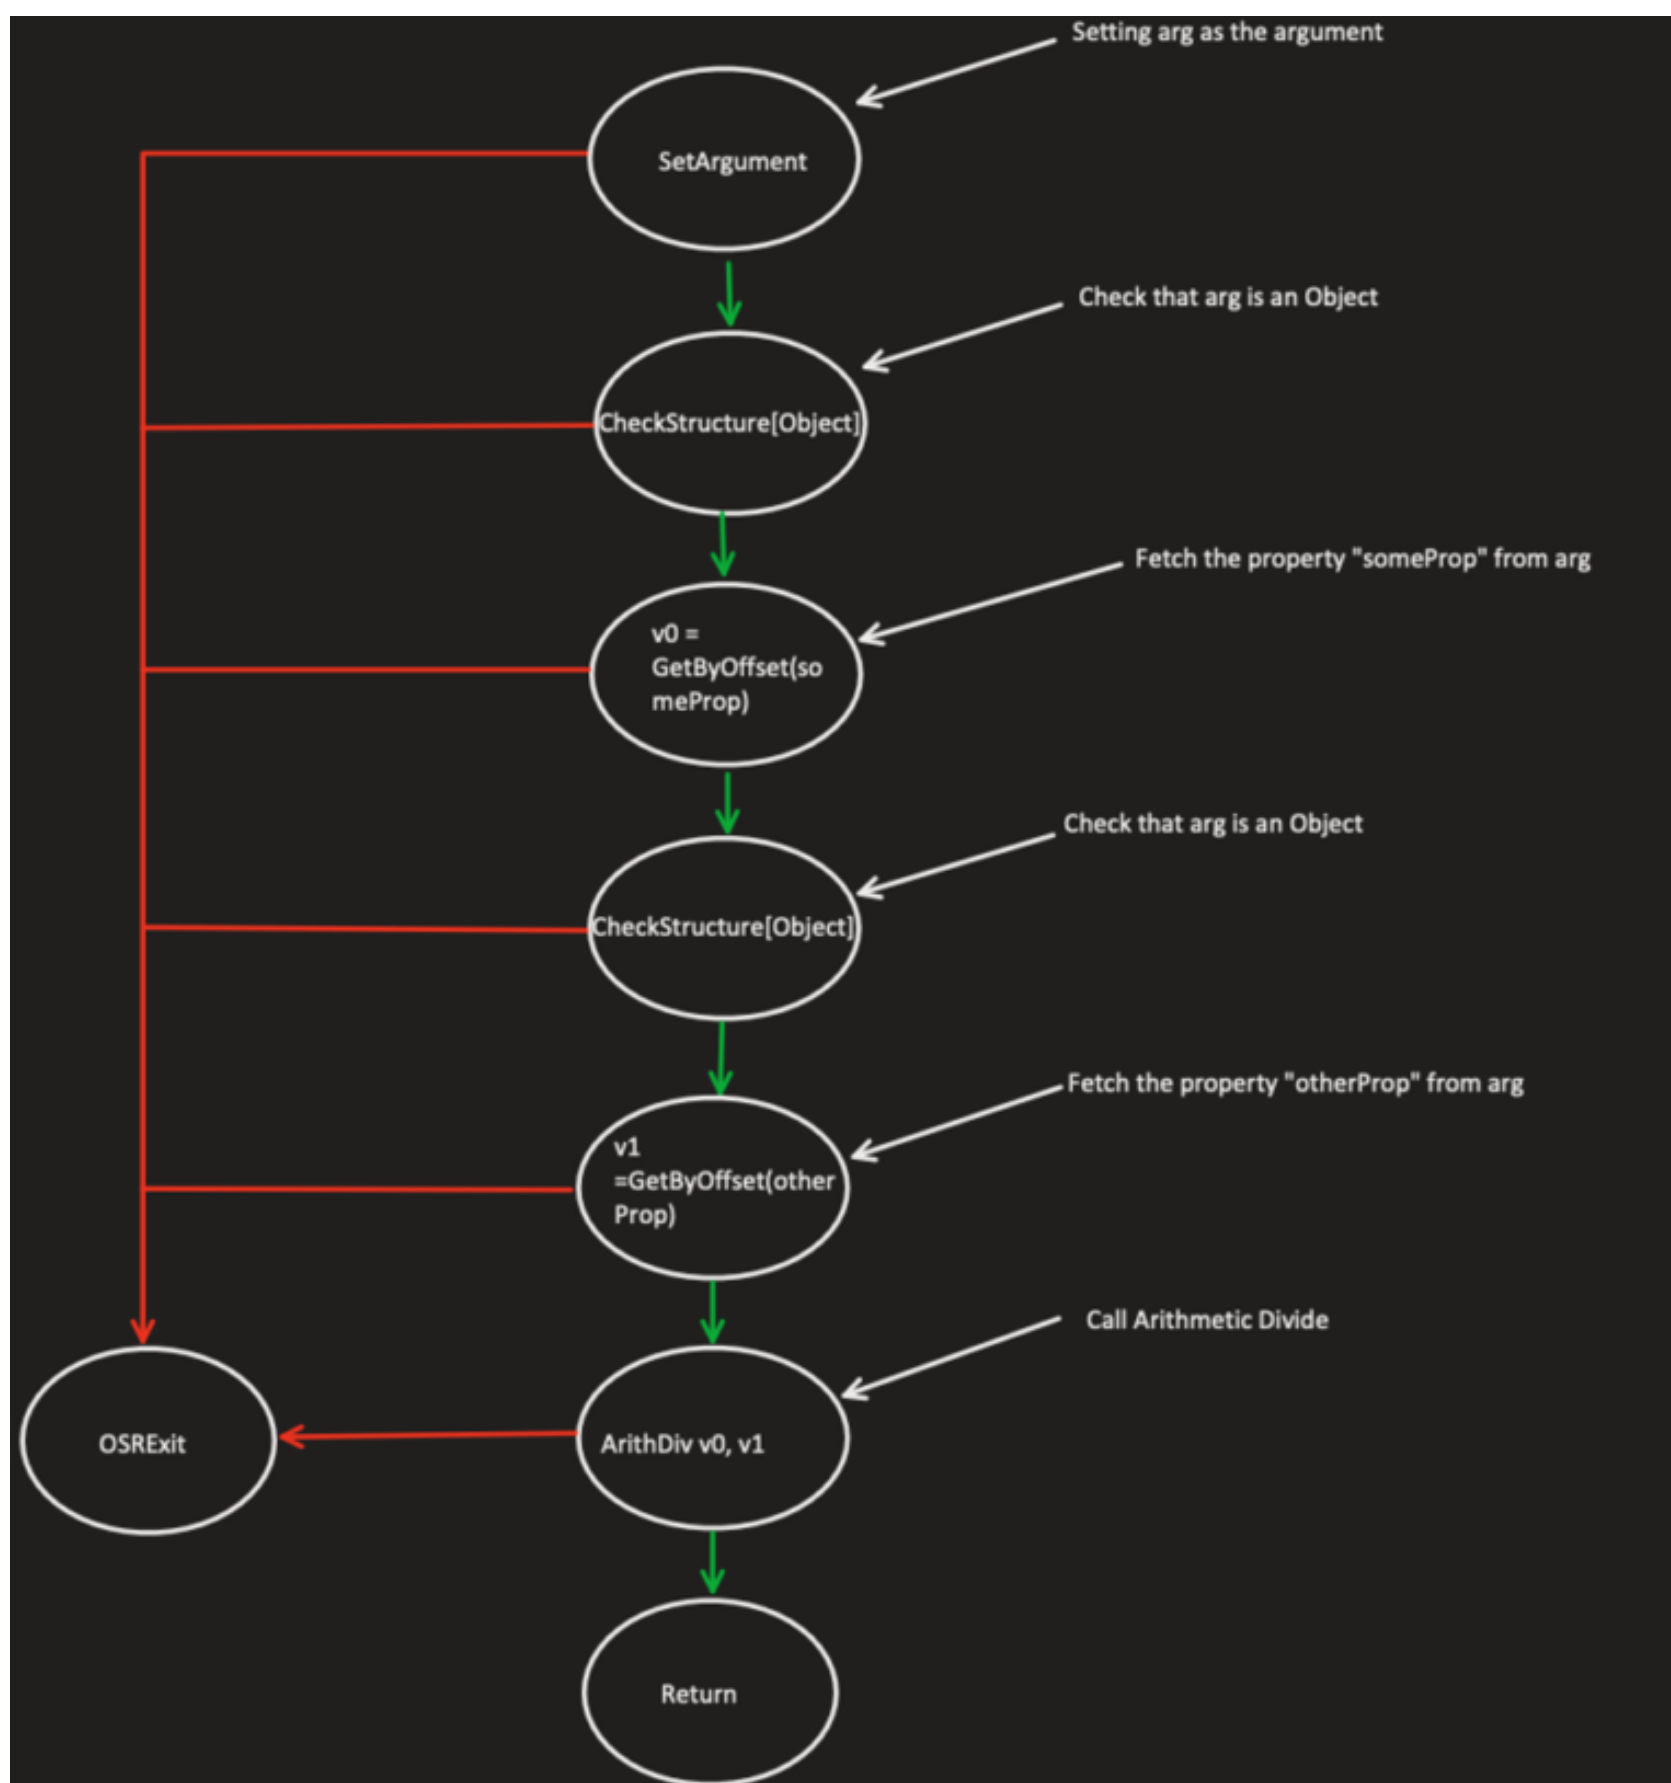 Setting arg as the argument
SetArgument
Check that arg is an Object
CheckStructure[Object]
Fetch the property "someProp" from arg
v0 =
GetByOffset(so
meProp)
Check that arg is an Object
CheckStructure[Object]
Fetch the property "otherProp" from arg
v1
=GetByOffset(other
Prop)
Call Arithmetic Divide
OSRExit
ArithDiv v0, v1
Return